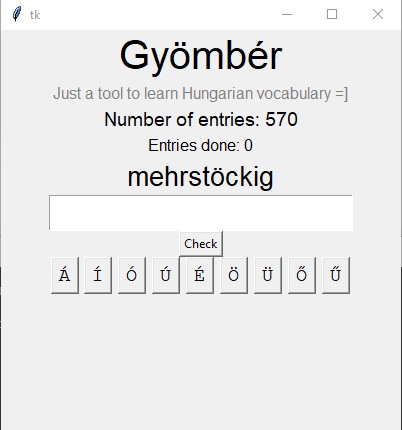 tk
Gyömbér
Just a tool to learn Hungarian vocabulary =]
Number of entries: 570
Entries done: 0
mehrstöckig
Check
Á Í Ó Ú É Ö Ü Ő Ű